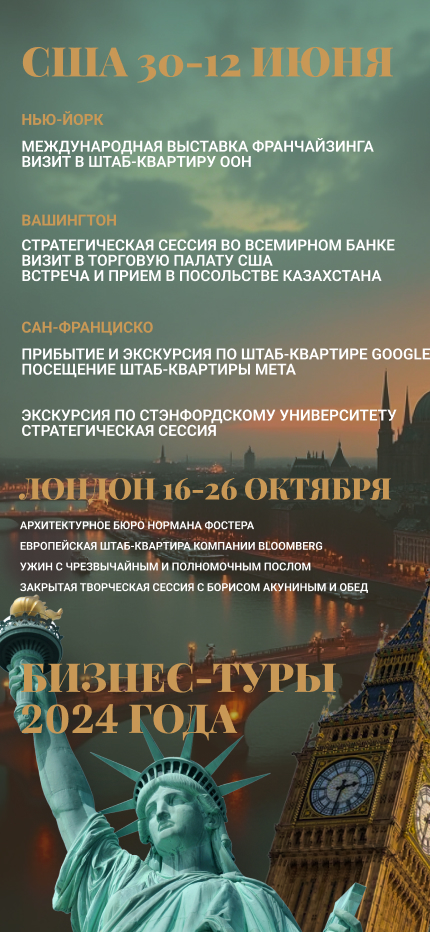 США 30-12 ИЮНЯ
НЬЮ-ЙОРК
МЕЖДУНАРОДНАЯ ВЫСТАВКА ФРАНЧАЙЗИНГА
ВИЗИТ В ШТАБ-КВАРТИРУ ООН
ВАШИНГТОН
СТРАТЕГИЧЕСКАЯ СЕССИЯ ВО ВСЕМИРНОМ БАНКЕ
ВИЗИТ В ТОРГОВУЮ ПАЛАТУ США
ВСТРЕЧА И ПРИЕМ В ПОСОЛЬСТВЕ КАЗАХСТАНА
САН-ФРАНЦИСКО
ПРИБЫТИЕ И ЭКСКУРСИЯ ПО ШТАБ-КВАРТИРЕ GOOGLE
ПОСЕЩЕНИЕ ШТАБ-КВАРТИРЫ МЕТА
ЭКСКУРСИЯ ПО СТЭНФОРДСКОМУ УНИВЕРСИТЕТУ
СТРАТЕГИЧЕСКАЯ СЕССИЯ
ЛОНДОН 16-26 ОКТЯБРЯ
АРХИТЕКТУРНОЕ БЮРО НОРМАНА ФОСТЕРА
ЕВРОПЕЙСКАЯ ШТАБ-КВАРТИРА КОМПАНИИ BLOOMBERG
УЖИН С ЧРЕЗВЫЧАЙНЫМ И ПОЛНОМОЧНЫМ ПОСЛОМ
ЗАКРЫТАЯ ТВОРЧЕСКАЯ СЕССИЯ С БОРИСОМ АКУНИНЫМ И ОБЕД
БИЗНЕС-ТУРЫ
2024 ГОДА